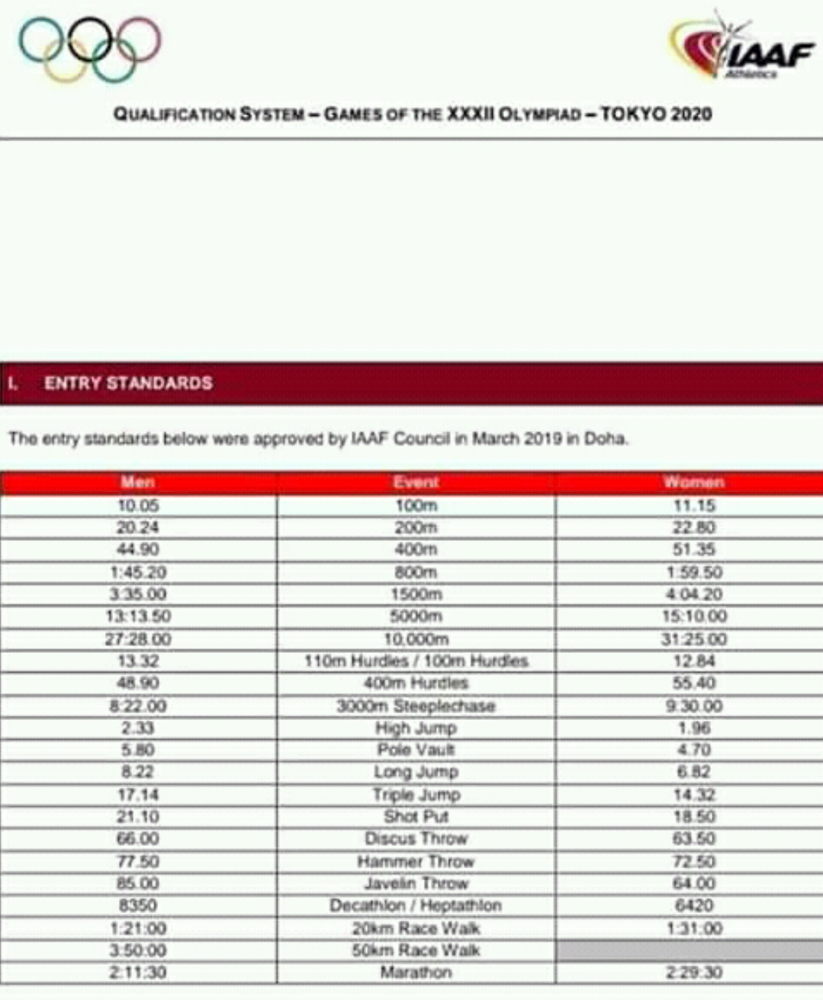 IAAF
Athletics
QUALIFICATION SYSTEM – GAMES OF THE XXXII OLYMPIAD – TOKYO 2020
I. ENTRY STANDARDS
The entry standards below were approved by IAAF Council in March 2019 in Doha.
Men Event Women
10.05 100m 11.15
20.24 200m 22.80
44.90 400m 51.35
1:45.20 800m 1:59.50
3:35.00 1500m 4:04.20
13:13.50 5000m 15:10.00
27:28.00 10,000m 31:25.00
13.32 110m Hurdles / 100m Hurdles 12.84
48.90 400m Hurdles 55.40
8:22.00 3000m Steeplechase 9:30.00
2.33 High Jump 1.96
5.80 Pole Vault 4.70
8.22 Long Jump 6.82
17.14 Triple Jump 14.32
21.10 Shot Put 18.50
66.00 Discus Throw 63.50
77.50 Hammer Throw 72.50
85.00 Javelin Throw 64.00
8350 Decathlon / Heptathlon 6420
1:21:00 20km Race Walk 1:31:00
3:50:00 50km Race Walk
2:11:30 Marathon 2:29:30